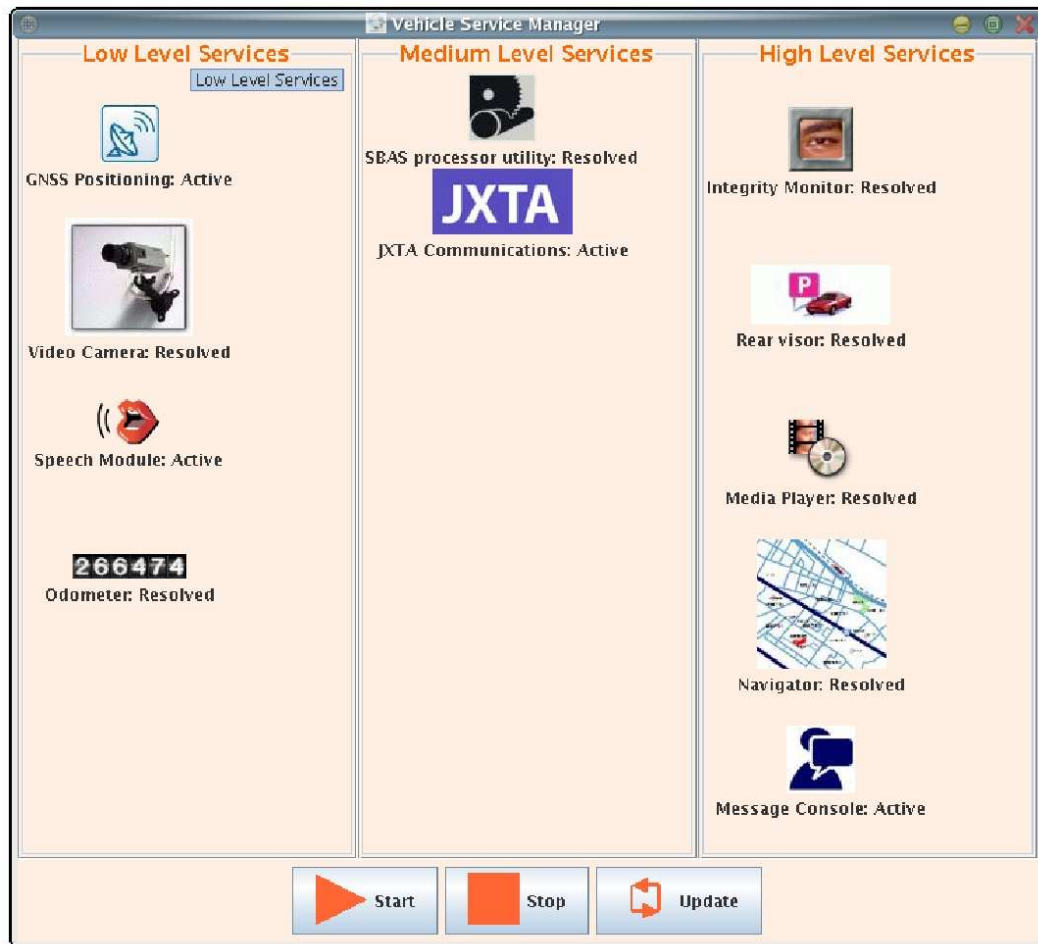 Vehicle Service Manager
Low Level Services
Low Level Services
GNSS Positioning: Active
Video Camera: Resolved
Speech Module: Active
266474
Odometer: Resolved
Medium Level Services
SBAS processor utility: Resolved
JXTA
JXTA Communications: Active
High Level Services
Integrity Monitor: Resolved
P
Rear visor: Resolved
Media Player: Resolved
Navigator: Resolved
Message Console: Active
Start
Stop
Update